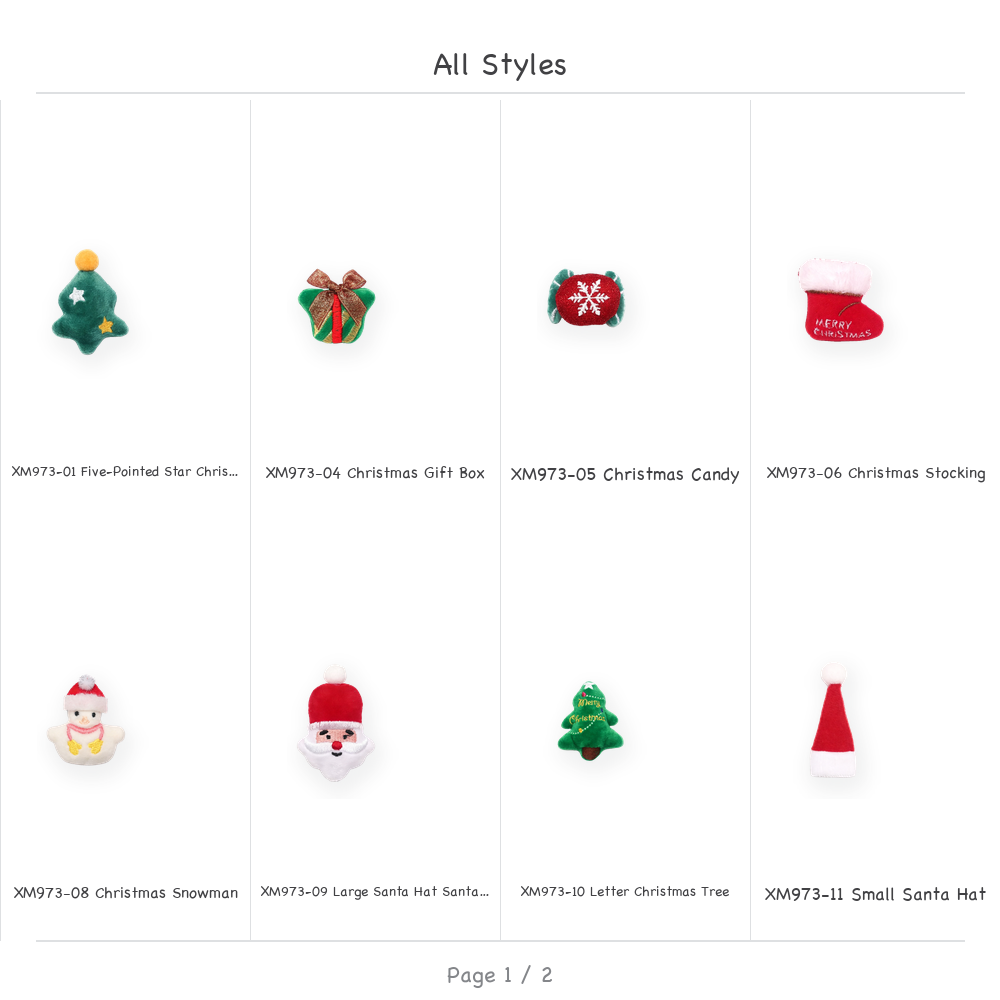 All Styles
MERRY
CHRISTMAS
XM973-01 Five-Pointed Star Chris...
XM973-04 Christmas Gift Box
XM973-05 Christmas Candy
XM973-06 Christmas Stocking
Merry
Christmas
XM973-08 Christmas Snowman
XM973-09 Large Santa Hat Santa...
XM973-10 Letter Christmas Tree
XM973-11 Small Santa Hat
Page 1 / 2